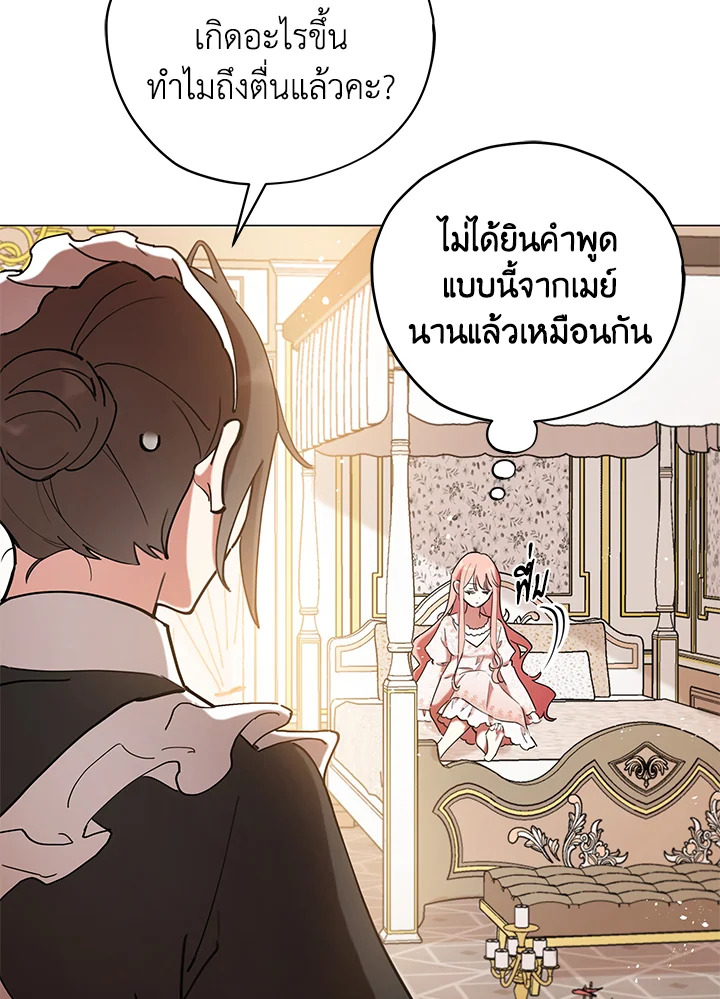 เกิดอะไรขึ้น
ทำไมถึงตื่นแล้วคะ?
ไม่ได้ยินคำพูด
แบบนี้จากเมย์
นานแล้วเหมือนกัน